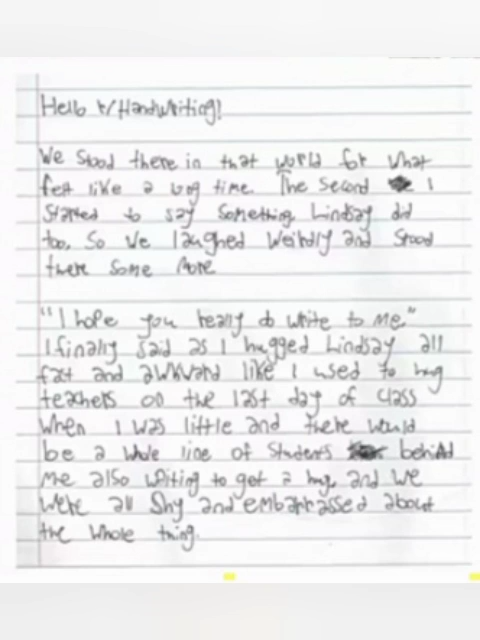 Hello r/Handwriting!
We stood there in that world for what
felt like a long time. The second I
started to say something Lindsay did
too, so we laughed weirdly and stood
there some more
"I hope you really do write to me."
I finally said as I hugged Lindsay all
fast and awkward like I used to hug
teachers on the last day of class
when I was little and there would
be a whole line of students behind
me also waiting to get a hug, and we
were all shy and embarrassed about
the whole thing.